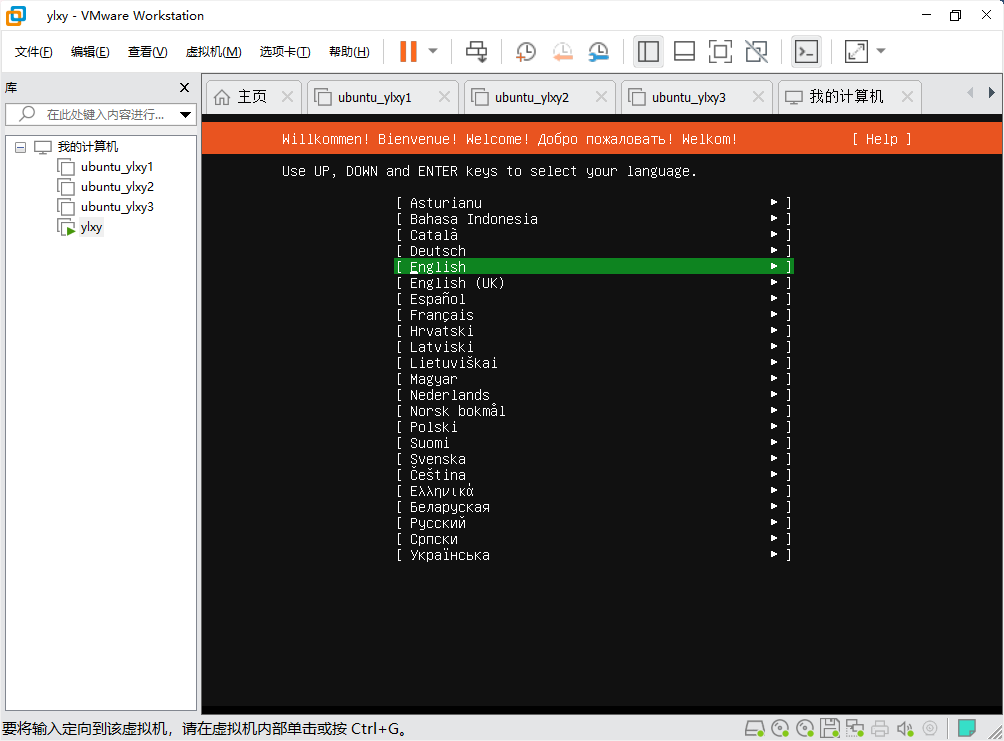 ylxy - VMware Workstation
文件(F) 编辑(E) 查看(V) 虚拟机(M) 选项卡(T) 帮助(H)
库
在此处键入内容进行...
我的计算机
ubuntu_ylxy1
ubuntu_ylxy2
ubuntu_ylxy3
ylxy
主页 ubuntu_ylxy1 ubuntu_ylxy2 ubuntu_ylxy3 我的计算机
Willkommen! Bienvenue! Welcome! Добро пожаловать! Welkom! [ Help ]
Use UP, DOWN and ENTER keys to select your language.
[ Asturianu ► ]
[ Bahasa Indonesia ► ]
[ Català ► ]
[ Deutsch ► ]
[ English ► ]
[ English (UK) ► ]
[ Español ► ]
[ Français ► ]
[ Hrvatski ► ]
[ Latviski ► ]
[ Lietuviškai ► ]
[ Magyar ► ]
[ Nederlands ► ]
[ Norsk bokmål ► ]
[ Polski ► ]
[ Suomi ► ]
[ Svenska ► ]
[ Čeština ► ]
[ Ελληνικά ► ]
[ Беларуская ► ]
[ Русский ► ]
[ Српски ► ]
[ Українська ► ]
要将输入定向到该虚拟机，请在虚拟机内部单击或按 Ctrl+G。